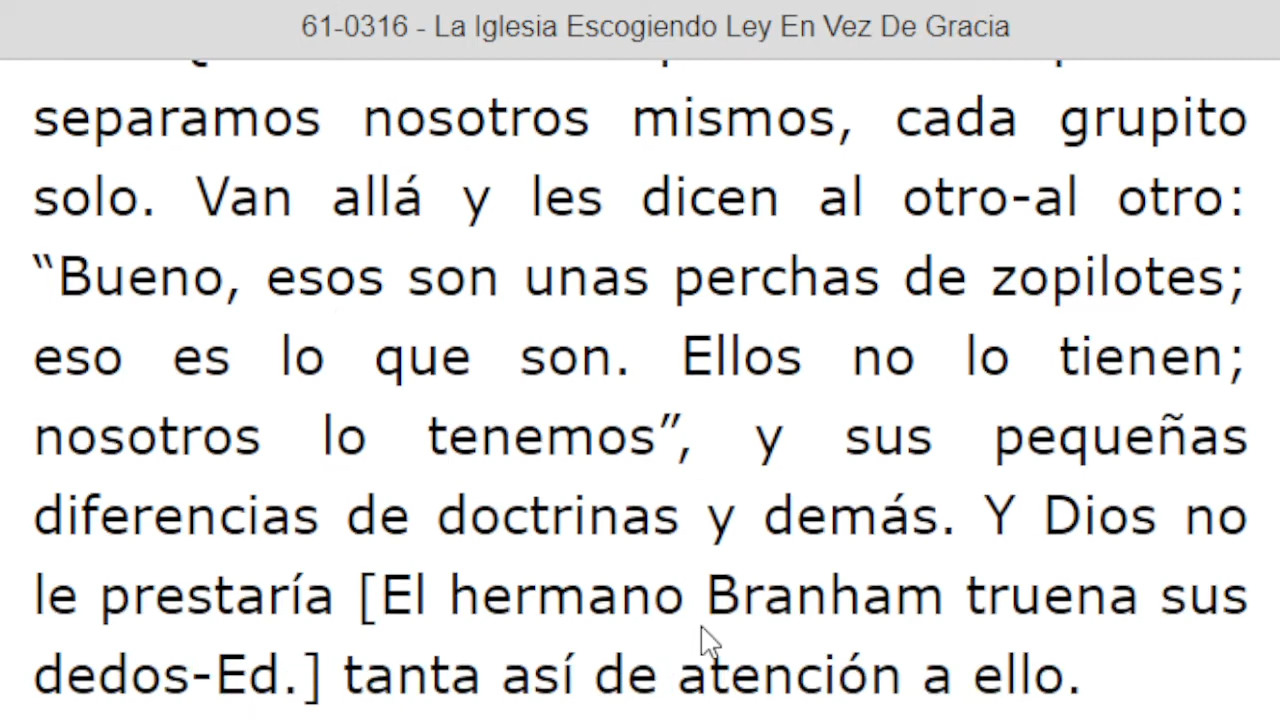 61-0316 - La Iglesia Escogiendo Ley En Vez De Gracia
separamos nosotros mismos, cada grupito
solo. Van allá y les dicen al otro-al otro:
“Bueno, esos son unas perchas de zopilotes;
eso es lo que son. Ellos no lo tienen;
nosotros lo tenemos”, y sus pequeñas
diferencias de doctrinas y demás. Y Dios no
le prestaría [El hermano Branham truena sus
dedos-Ed.] tanta así de atención a ello.